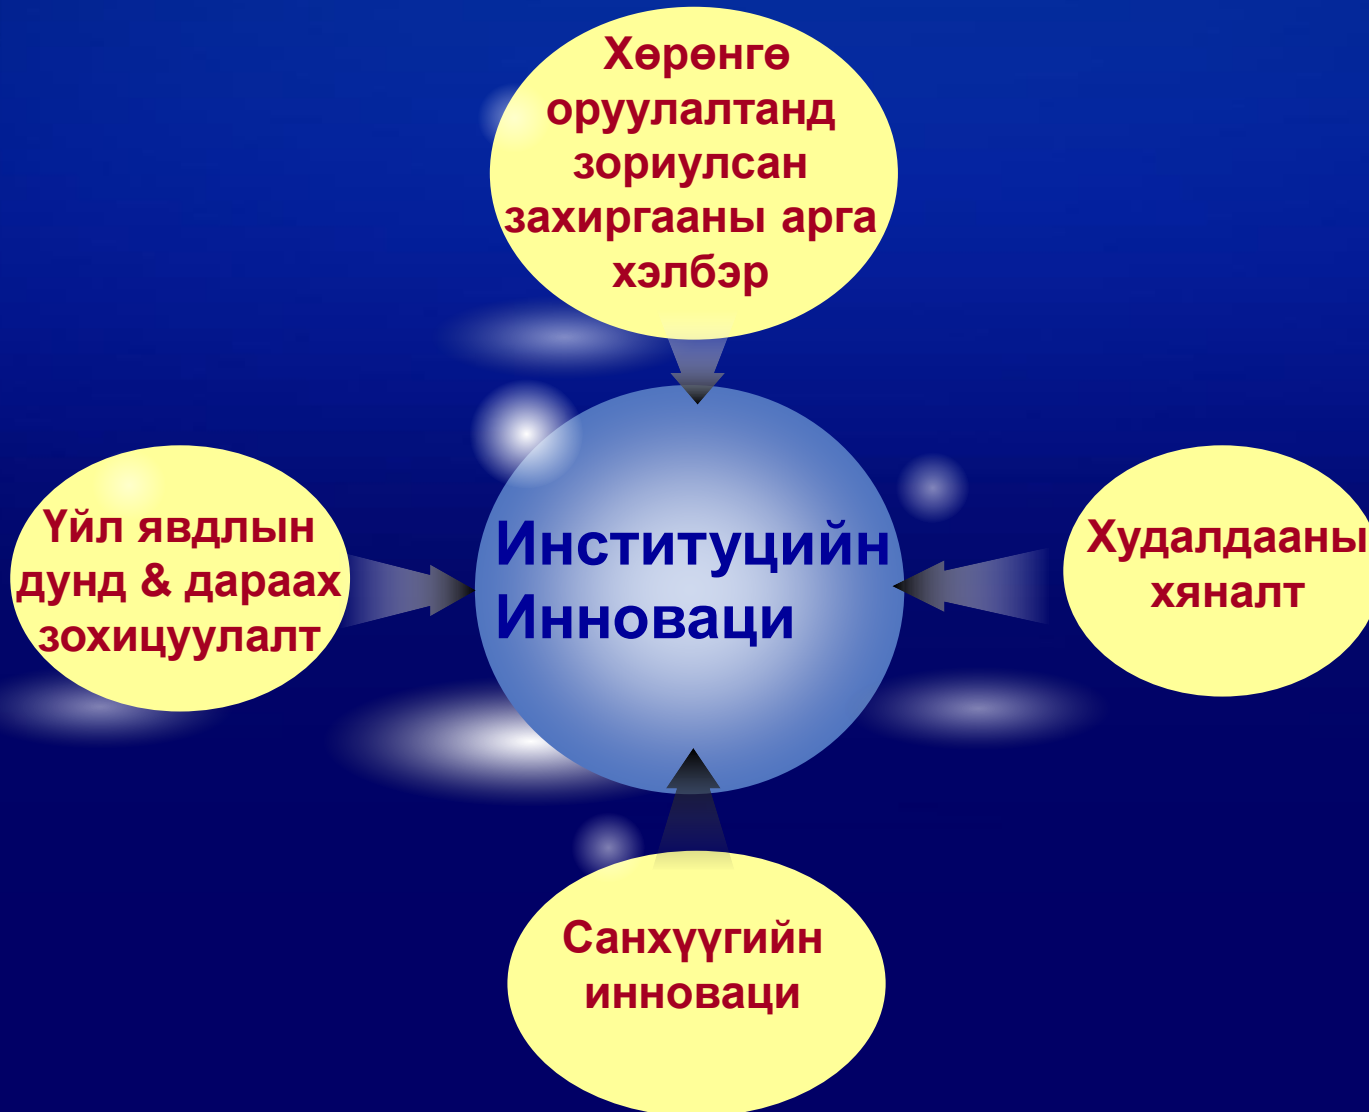 Хөрөнгө
оруулалтанд
зориулсан
захиргааны арга
хэлбэр
Үйл явдлын
дунд & дараах
зохицуулалт
Институцийн
Инноваци
Худалдааны
хяналт
Санхүүгийн
инноваци